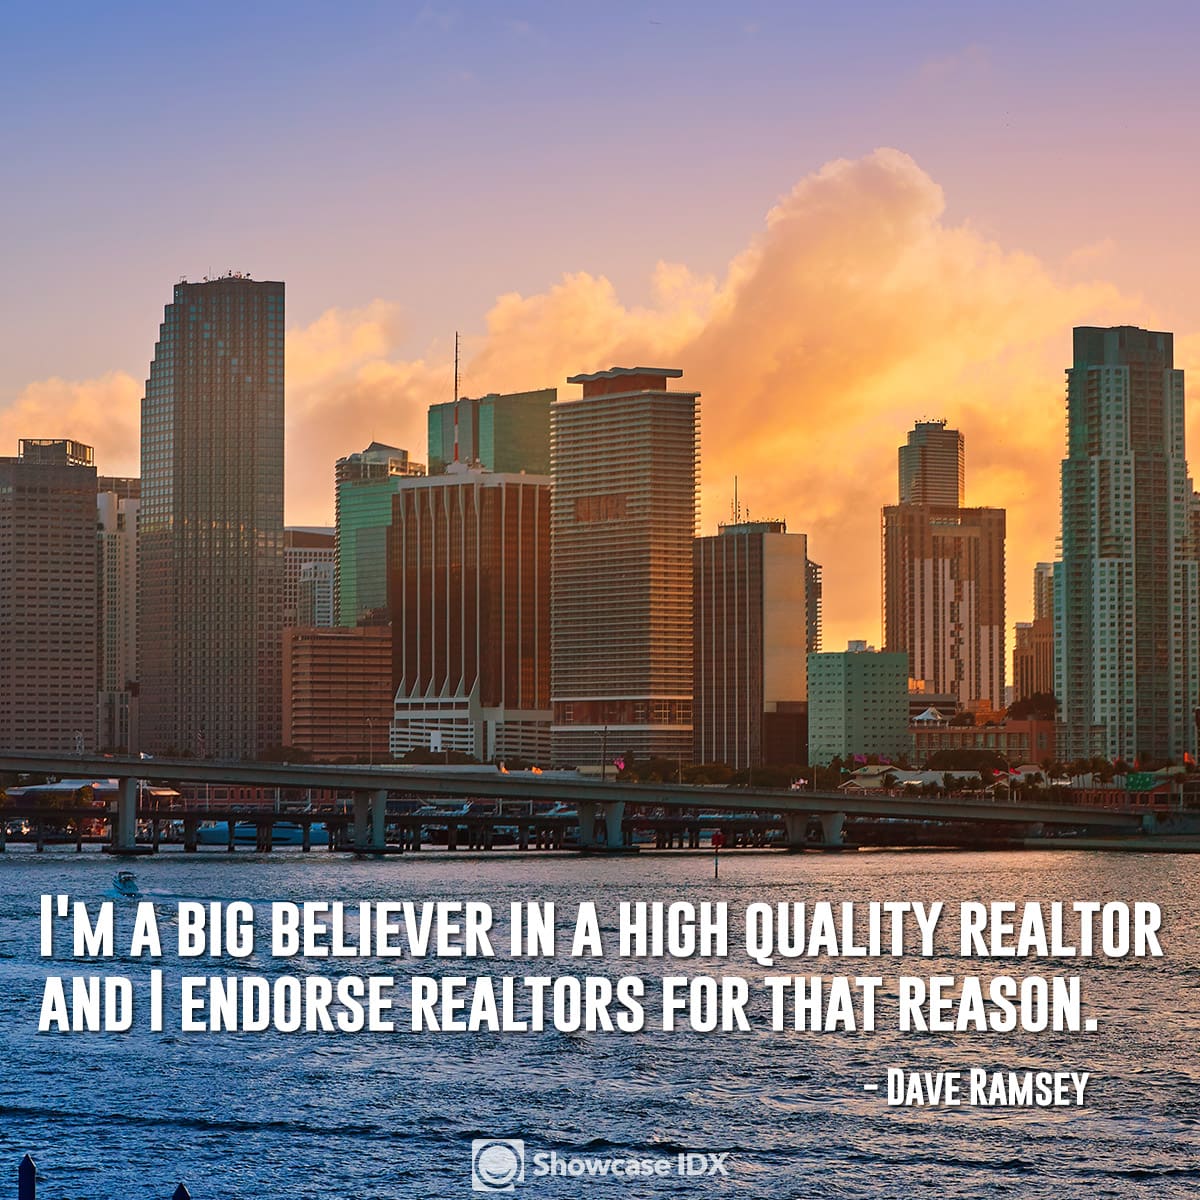 I'm a big believer in a high quality realtor
and I endorse realtors for that reason.
- Dave Ramsey
Showcase IDX